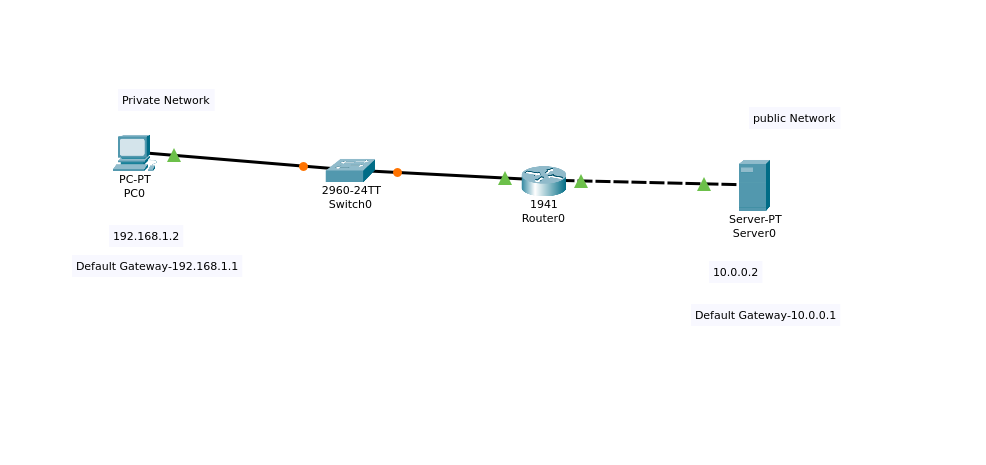 Private Network
public Network
PC-PT
PC0
2960-24TT
Switch0
1941
Router0
Server-PT
Server0
192.168.1.2
Default Gateway-192.168.1.1
10.0.0.2
Default Gateway-10.0.0.1